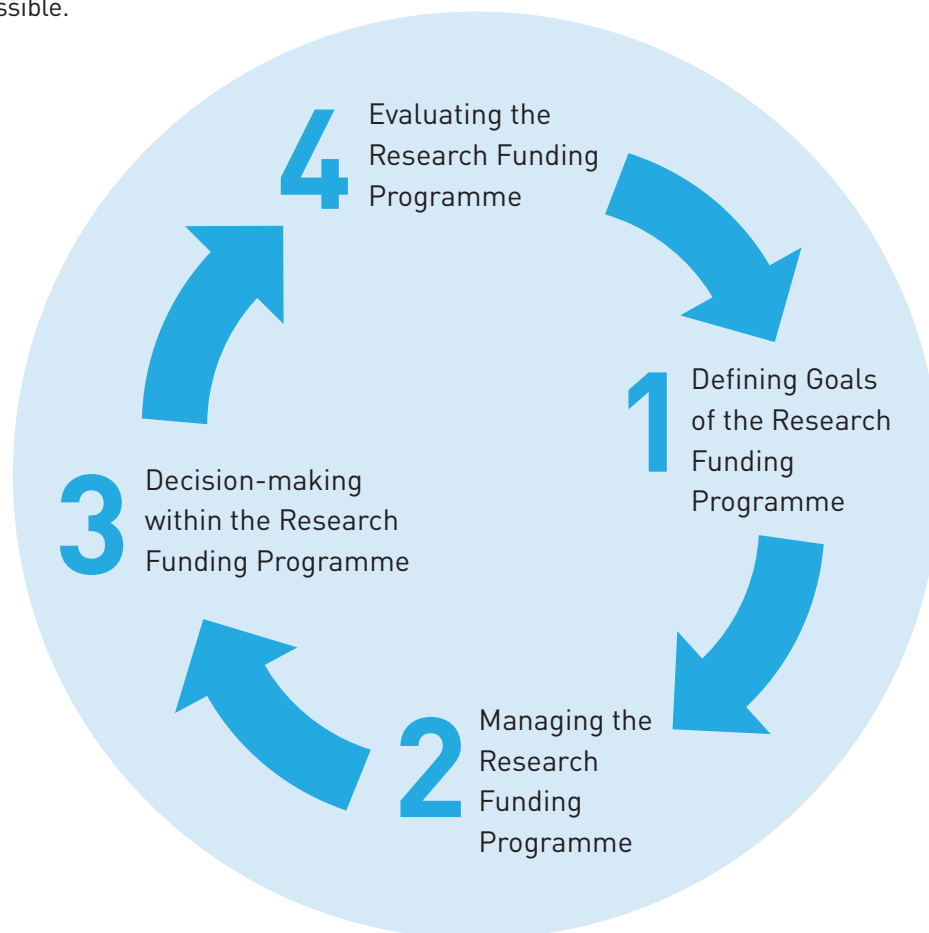 ssible.
4
Evaluating the
Research Funding
Programme
1
Defining Goals
of the Research
Funding
Programme
2
Managing the
Research
Funding
Programme
3
Decision-making
within the Research
Funding Programme